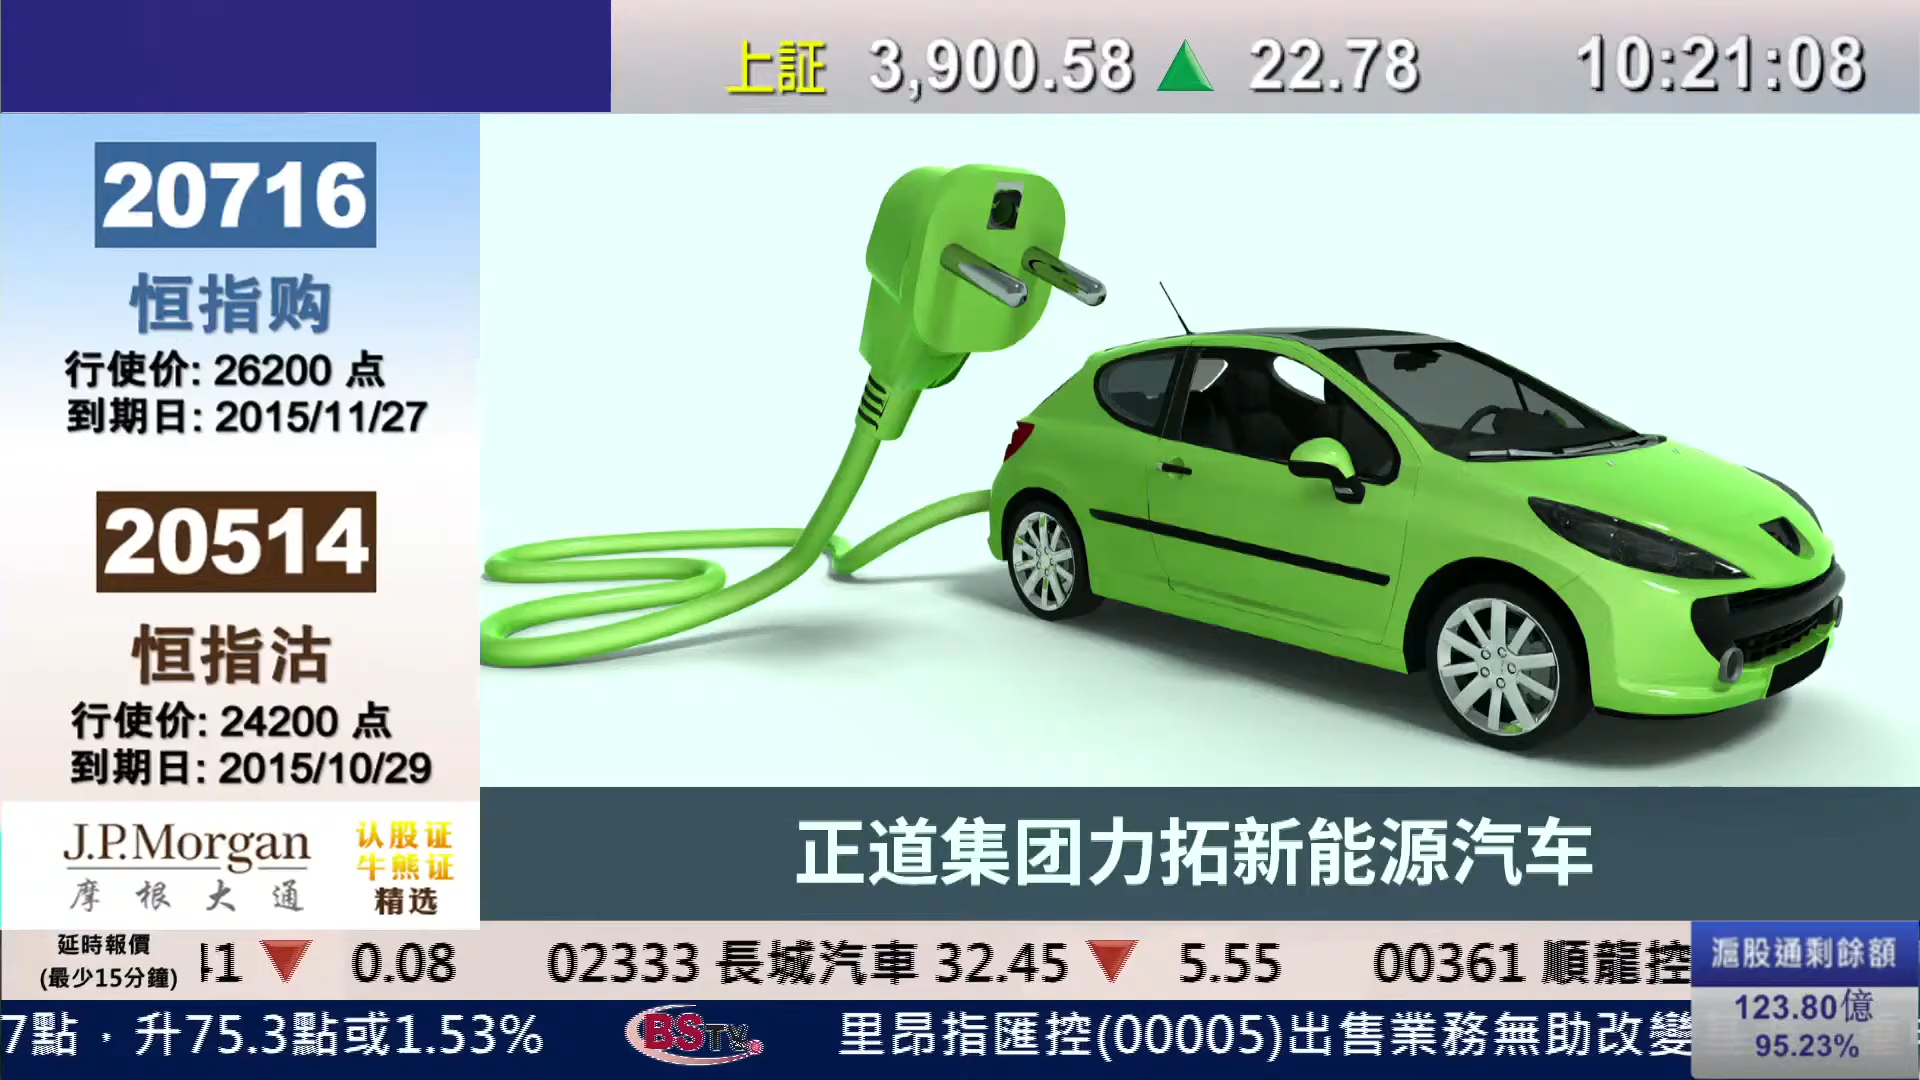 上証 3,900.58 22.78 10:21:08
20716
恒指购
行使价: 26200 点
到期日: 2015/11/27
20514
恒指沽
行使价: 24200 点
到期日: 2015/10/29
J.P.Morgan
摩根大通
认股证
牛熊证
精选
正道集团力拓新能源汽车
延時報價
(最少15分鐘)
1 0.08 02333 長城汽車 32.45 5.55 00361 順龍控
滬股通剩餘額
123.80億
95.23%
7點﹐升75.3點或1.53% BSTV 里昂指匯控(00005)出售業務無助改變